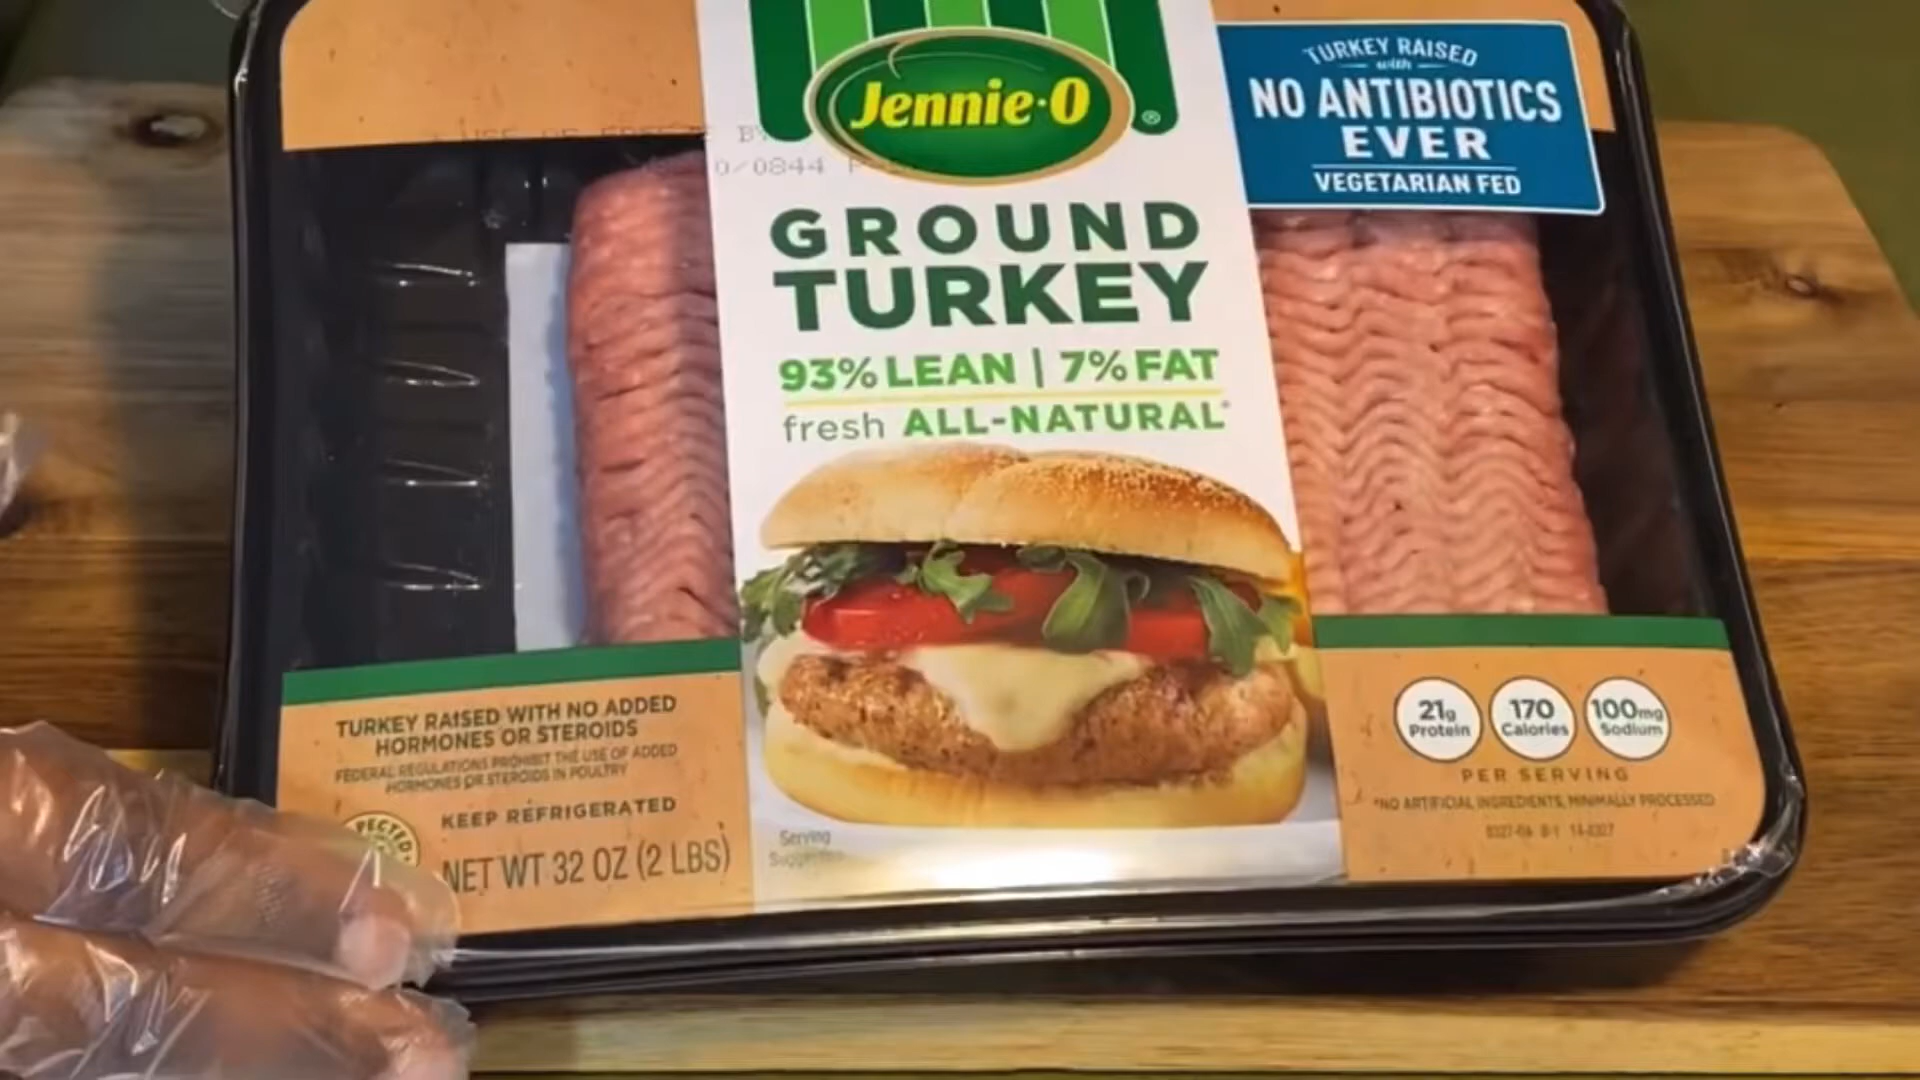 Jennie-O
®
TURKEY RAISED
with
NO ANTIBIOTICS
EVER
VEGETARIAN FED
0/0844
GROUND
TURKEY
93% LEAN | 7% FAT
fresh ALL-NATURAL*
TURKEY RAISED WITH NO ADDED
HORMONES OR STEROIDS
FEDERAL REGULATIONS PROHIBIT THE USE OF ADDED
HORMONES OR STEROIDS IN POULTRY
KEEP REFRIGERATED
NET WT 32 OZ (2 LBS)
Serving
21g
Protein
170
Calories
100mg
Sodium
PER SERVING
*NO ARTIFICIAL INGREDIENTS, MINIMALLY PROCESSED